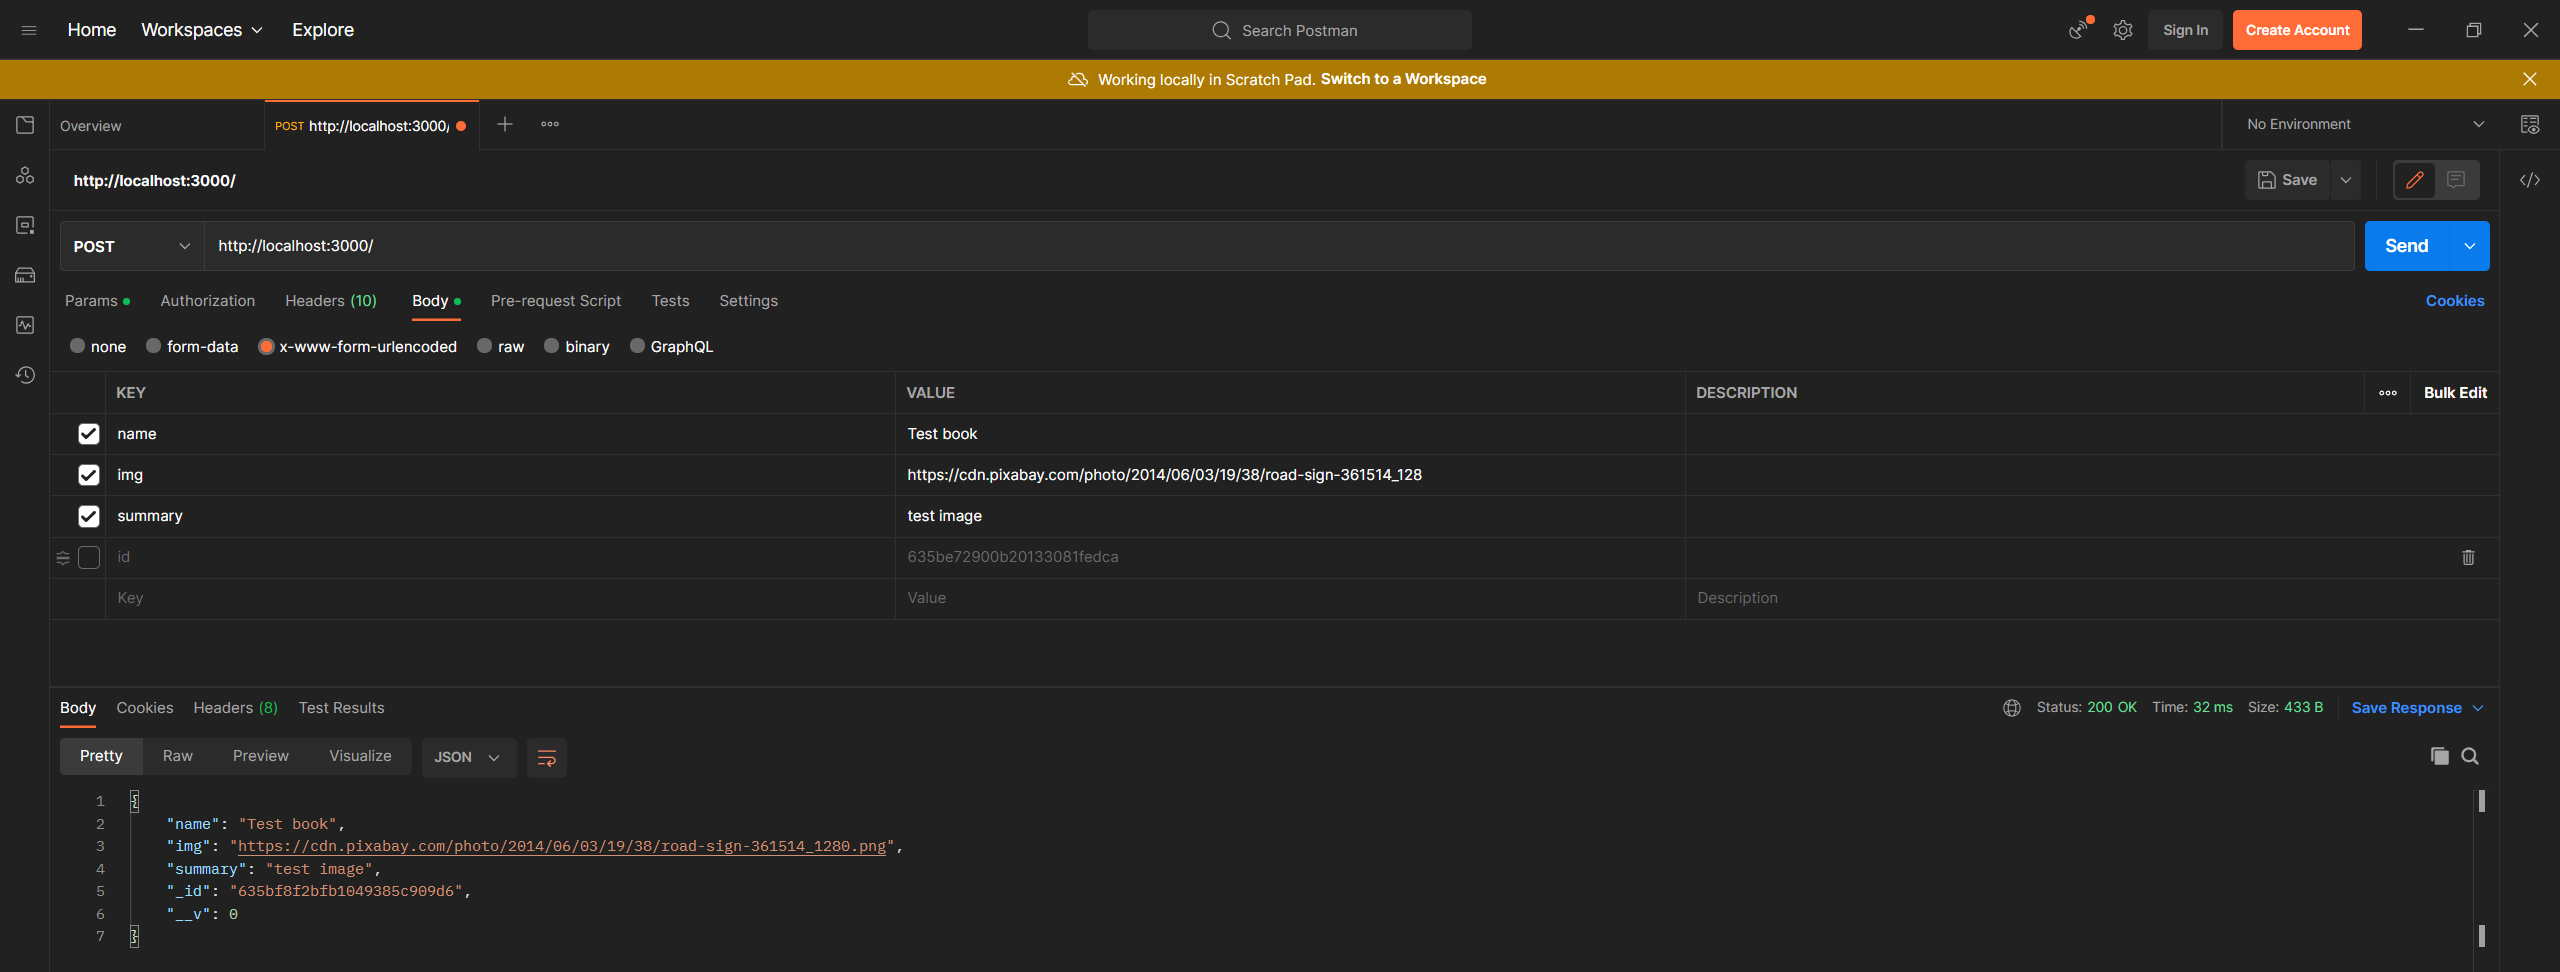 Home Workspaces Explore Search Postman Sign In Create Account
Working locally in Scratch Pad. Switch to a Workspace
Overview POST http://localhost:3000/ No Environment
http://localhost:3000/ Save
POST http://localhost:3000/ Send
Params Authorization Headers (10) Body Pre-request Script Tests Settings Cookies
none form-data x-www-form-urlencoded raw binary GraphQL
KEY VALUE DESCRIPTION Bulk Edit
name Test book
img https://cdn.pixabay.com/photo/2014/06/03/19/38/road-sign-361514_128
summary test image
id 635be72900b20133081fedca
Key Value Description
Body Cookies Headers (8) Test Results Status: 200 OK Time: 32 ms Size: 433 B Save Response
Pretty Raw Preview Visualize JSON
1 {
2 "name": "Test book",
3 "img": "https://cdn.pixabay.com/photo/2014/06/03/19/38/road-sign-361514_1280.png",
4 "summary": "test image",
5 "_id": "635bf8f2bfb1049385c909d6",
6 "__v": 0
7 }